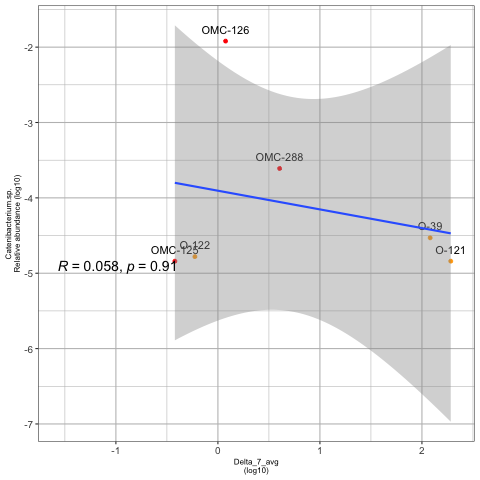 OMC-126
OMC-288
O-39
O-122
OMC-125
O-121
R = 0.058, p = 0.91
-2
-3
-4
-5
-6
-7
Catenibacterium.sp.
Relative abundance (log10)
-1
0
1
2
Delta_7_avg
(log10)